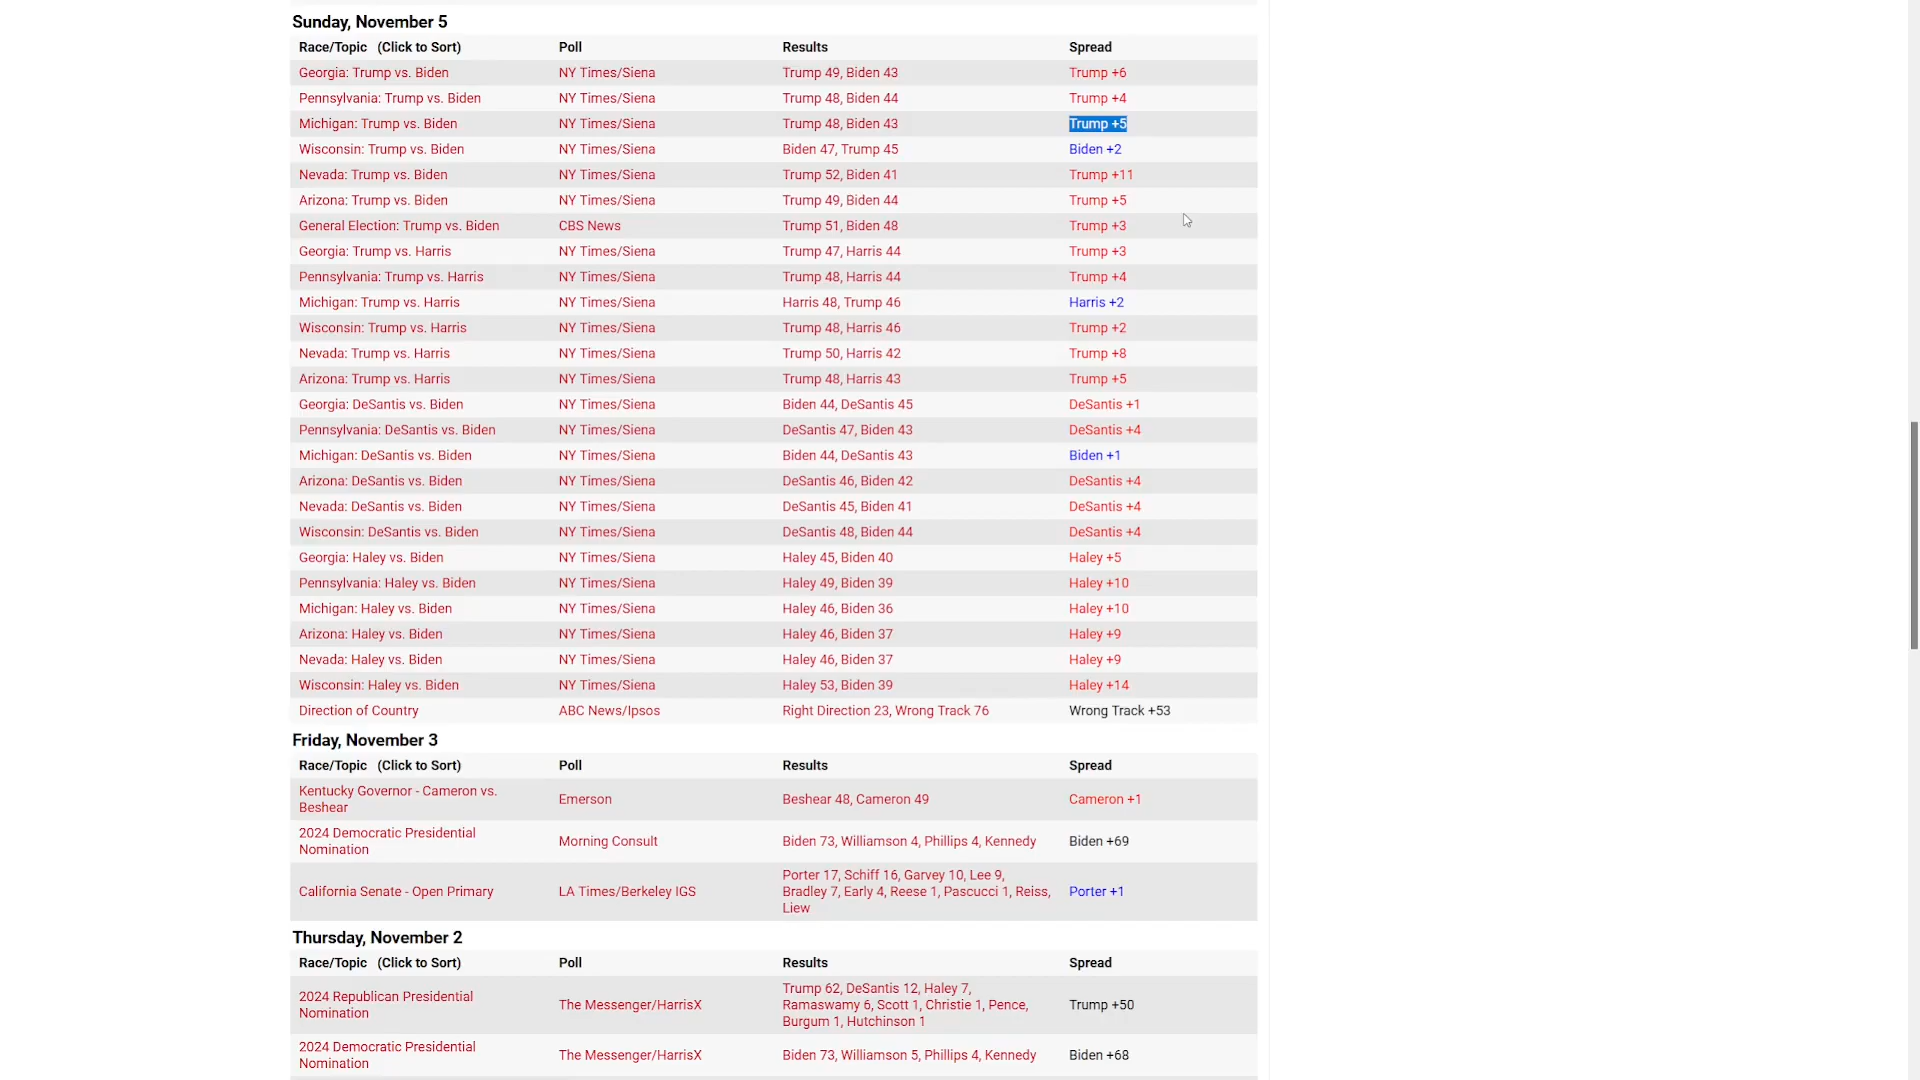 Sunday, November 5
Race/Topic (Click to Sort) Poll Results Spread
Georgia: Trump vs. Biden NY Times/Siena Trump 49, Biden 43 Trump +6
Pennsylvania: Trump vs. Biden NY Times/Siena Trump 48, Biden 44 Trump +4
Michigan: Trump vs. Biden NY Times/Siena Trump 48, Biden 43 Trump +5
Wisconsin: Trump vs. Biden NY Times/Siena Biden 47, Trump 45 Biden +2
Nevada: Trump vs. Biden NY Times/Siena Trump 52, Biden 41 Trump +11
Arizona: Trump vs. Biden NY Times/Siena Trump 49, Biden 44 Trump +5
General Election: Trump vs. Biden CBS News Trump 51, Biden 48 Trump +3
Georgia: Trump vs. Harris NY Times/Siena Trump 47, Harris 44 Trump +3
Pennsylvania: Trump vs. Harris NY Times/Siena Trump 48, Harris 44 Trump +4
Michigan: Trump vs. Harris NY Times/Siena Harris 48, Trump 46 Harris +2
Wisconsin: Trump vs. Harris NY Times/Siena Trump 48, Harris 46 Trump +2
Nevada: Trump vs. Harris NY Times/Siena Trump 50, Harris 42 Trump +8
Arizona: Trump vs. Harris NY Times/Siena Trump 48, Harris 43 Trump +5
Georgia: DeSantis vs. Biden NY Times/Siena Biden 44, DeSantis 45 DeSantis +1
Pennsylvania: DeSantis vs. Biden NY Times/Siena DeSantis 47, Biden 43 DeSantis +4
Michigan: DeSantis vs. Biden NY Times/Siena Biden 44, DeSantis 43 Biden +1
Arizona: DeSantis vs. Biden NY Times/Siena DeSantis 46, Biden 42 DeSantis +4
Nevada: DeSantis vs. Biden NY Times/Siena DeSantis 45, Biden 41 DeSantis +4
Wisconsin: DeSantis vs. Biden NY Times/Siena DeSantis 48, Biden 44 DeSantis +4
Georgia: Haley vs. Biden NY Times/Siena Haley 45, Biden 40 Haley +5
Pennsylvania: Haley vs. Biden NY Times/Siena Haley 49, Biden 39 Haley +10
Michigan: Haley vs. Biden NY Times/Siena Haley 46, Biden 36 Haley +10
Arizona: Haley vs. Biden NY Times/Siena Haley 46, Biden 37 Haley +9
Nevada: Haley vs. Biden NY Times/Siena Haley 46, Biden 37 Haley +9
Wisconsin: Haley vs. Biden NY Times/Siena Haley 53, Biden 39 Haley +14
Direction of Country ABC News/Ipsos Right Direction 23, Wrong Track 76 Wrong Track +53
Friday, November 3
Race/Topic (Click to Sort) Poll Results Spread
Kentucky Governor - Cameron vs.
Beshear Emerson Beshear 48, Cameron 49 Cameron +1
2024 Democratic Presidential
Nomination Morning Consult Biden 73, Williamson 4, Phillips 4, Kennedy Biden +69
Porter 17, Schiff 16, Garvey 10, Lee 9,
California Senate - Open Primary LA Times/Berkeley IGS Bradley 7, Early 4, Reese 1, Pascucci 1, Reiss, Porter +1
Liew
Thursday, November 2
Race/Topic (Click to Sort) Poll Results Spread
Trump 62, DeSantis 12, Haley 7,
2024 Republican Presidential
Nomination The Messenger/HarrisX Ramaswamy 6, Scott 1, Christie 1, Pence, Trump +50
Burgum 1, Hutchinson 1
2024 Democratic Presidential
Nomination The Messenger/HarrisX Biden 73, Williamson 5, Phillips 4, Kennedy Biden +68